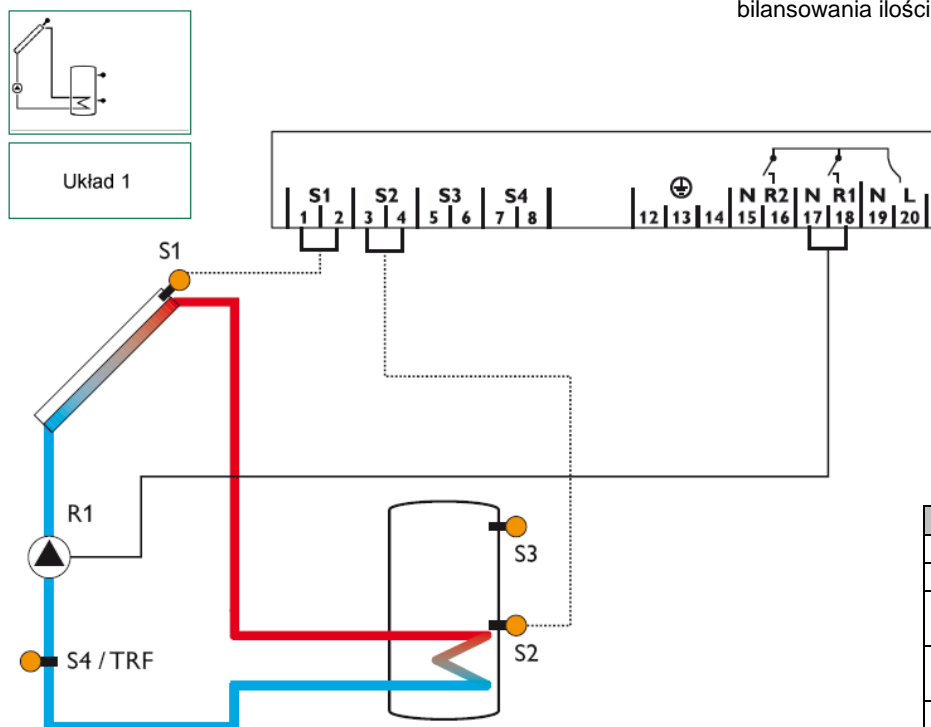 bilansowania ilości
Układ 1
S1 S2 S3 S4 N R2 N R1 N L
1 2 3 4 5 6 7 8 12 13 14 15 16 17 18 19 20
S1
R1
S3
S2
S4 / TRF